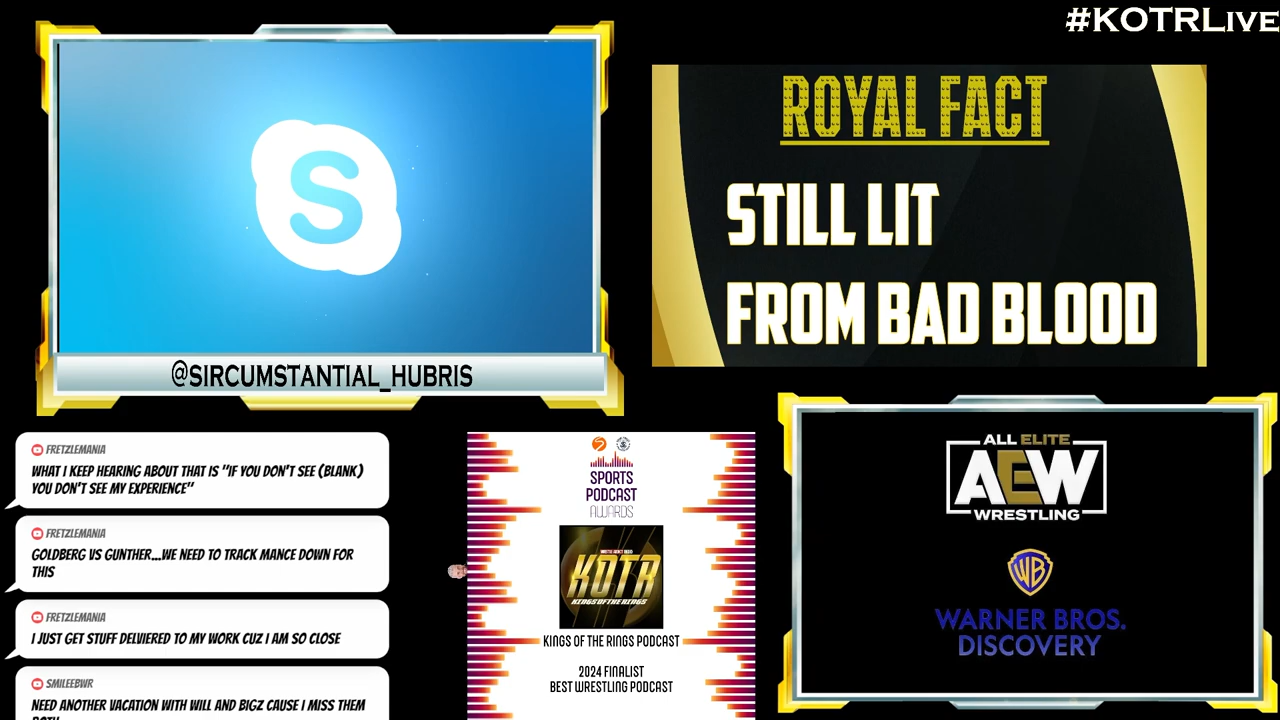 #KOTRLIVE
S
@SIRCUMSTANTIAL_HUBRIS
ROYAL FACT
STILL LIT
FROM BAD BLOOD
FRETZLEMANIA
WHAT I KEEP HEARING ABOUT THAT IS "IF YOU DON'T SEE (BLANK)
YOU DON'T SEE MY EXPERIENCE"
FRETZLEMANIA
GOLDBERG VS GUNTHER...WE NEED TO TRACK MANCE DOWN FOR
THIS
FRETZLEMANIA
I JUST GET STUFF DELVIERED TO MY WORK CUZ I AM SO CLOSE
SMILEEBWR
NEED ANOTHER VACATION WITH WILL AND BIGZ CAUSE I MISS THEM
SPORTS
PODCAST
AWARDS
KOTR
KINGS OF THE RINGS
KINGS OF THE RINGS PODCAST
2024 FINALIST
BEST WRESTLING PODCAST
ALL ELITE
AEW
WRESTLING
WB
WARNER BROS.
DISCOVERY